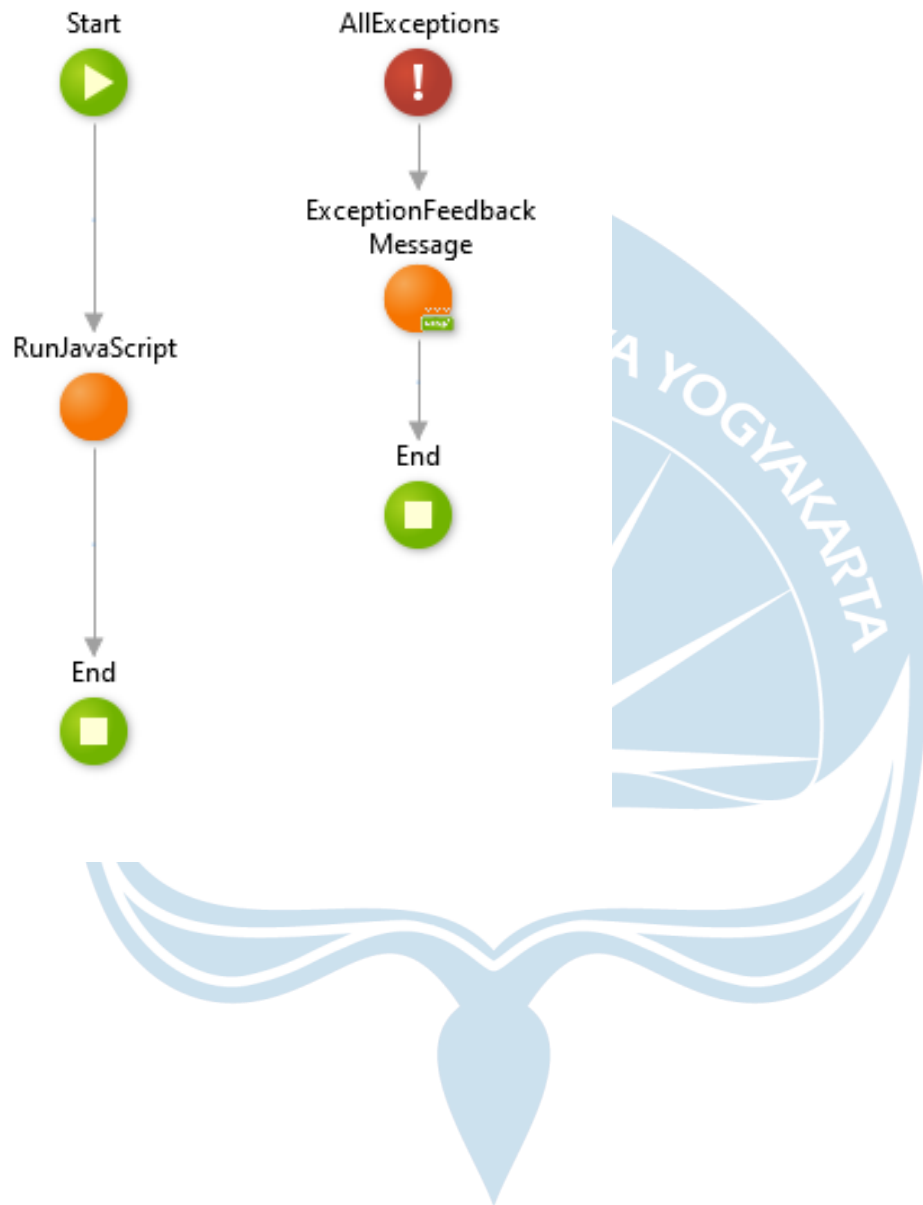 Start
AllExceptions
ExceptionFeedback
Message
RunJavaScript
End
End
YOGYAKARTA